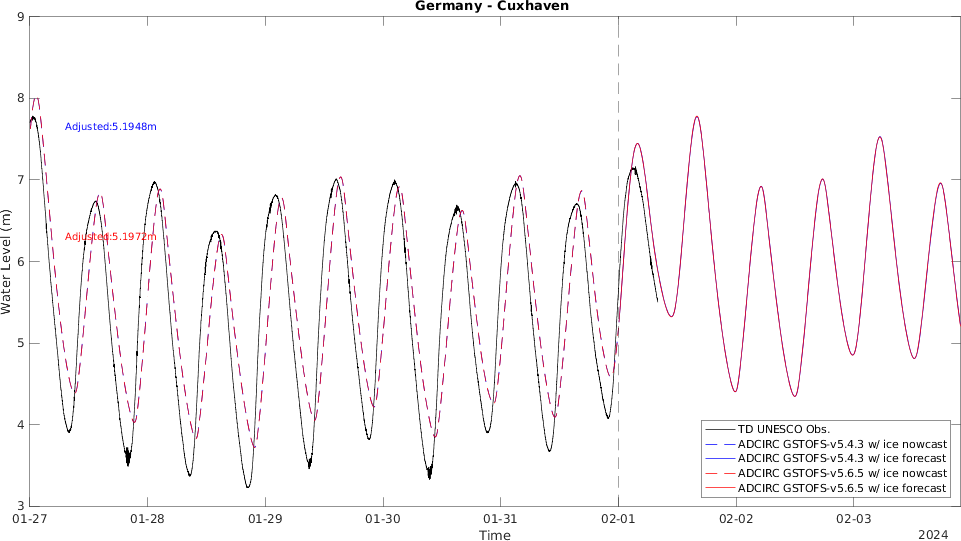 Germany - Cuxhaven
9
8
7
6
5
4
3
Water Level (m)
Adjusted:5.1948m
Adjusted:5.1972m
TD UNESCO Obs.
ADCIRC GSTOFS-v5.4.3 w/ ice nowcast
ADCIRC GSTOFS-v5.4.3 w/ ice forecast
ADCIRC GSTOFS-v5.6.5 w/ ice nowcast
ADCIRC GSTOFS-v5.6.5 w/ ice forecast
01-27 01-28 01-29 01-30 01-31 02-01 02-02 02-03
Time
2024